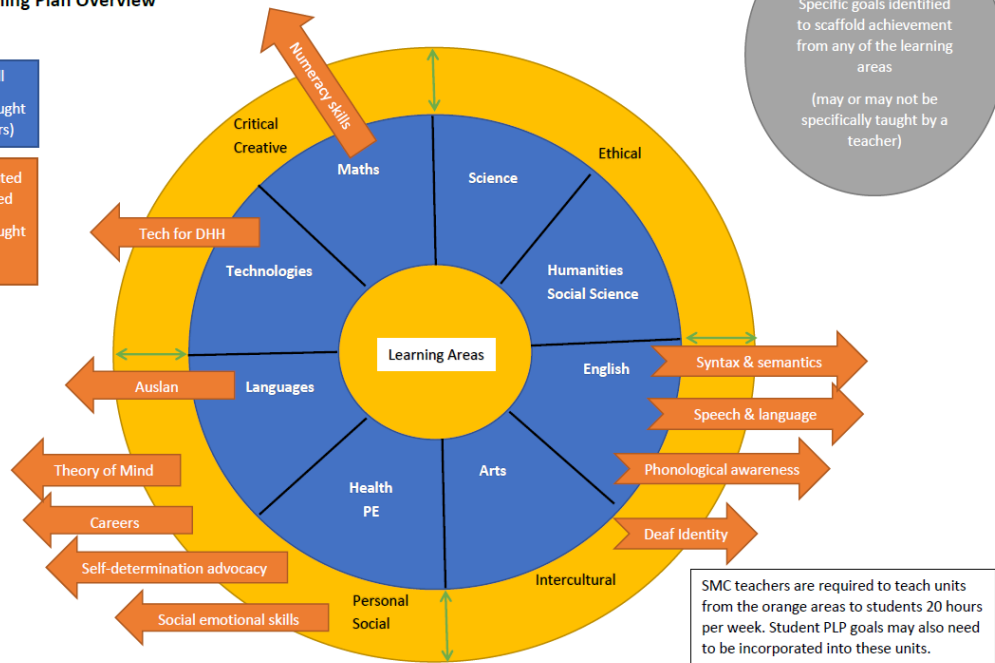 ning Plan Overview
Specific goals identified
to scaffold achievement
from any of the learning
areas
(may or may not be
specifically taught by a
teacher)
Numeracy skills
Critical
Creative
Ethical
Maths
Science
Tech for DHH
Technologies
Humanities
Social Science
Learning Areas
English
Syntax & semantics
Auslan
Languages
Speech & language
Theory of Mind
Phonological awareness
Arts
Health
PE
Careers
Deaf Identity
Self-determination advocacy
Intercultural
Personal
Social
Social emotional skills
SMC teachers are required to teach units
from the orange areas to students 20 hours
per week. Student PLP goals may also need
to be incorporated into these units.